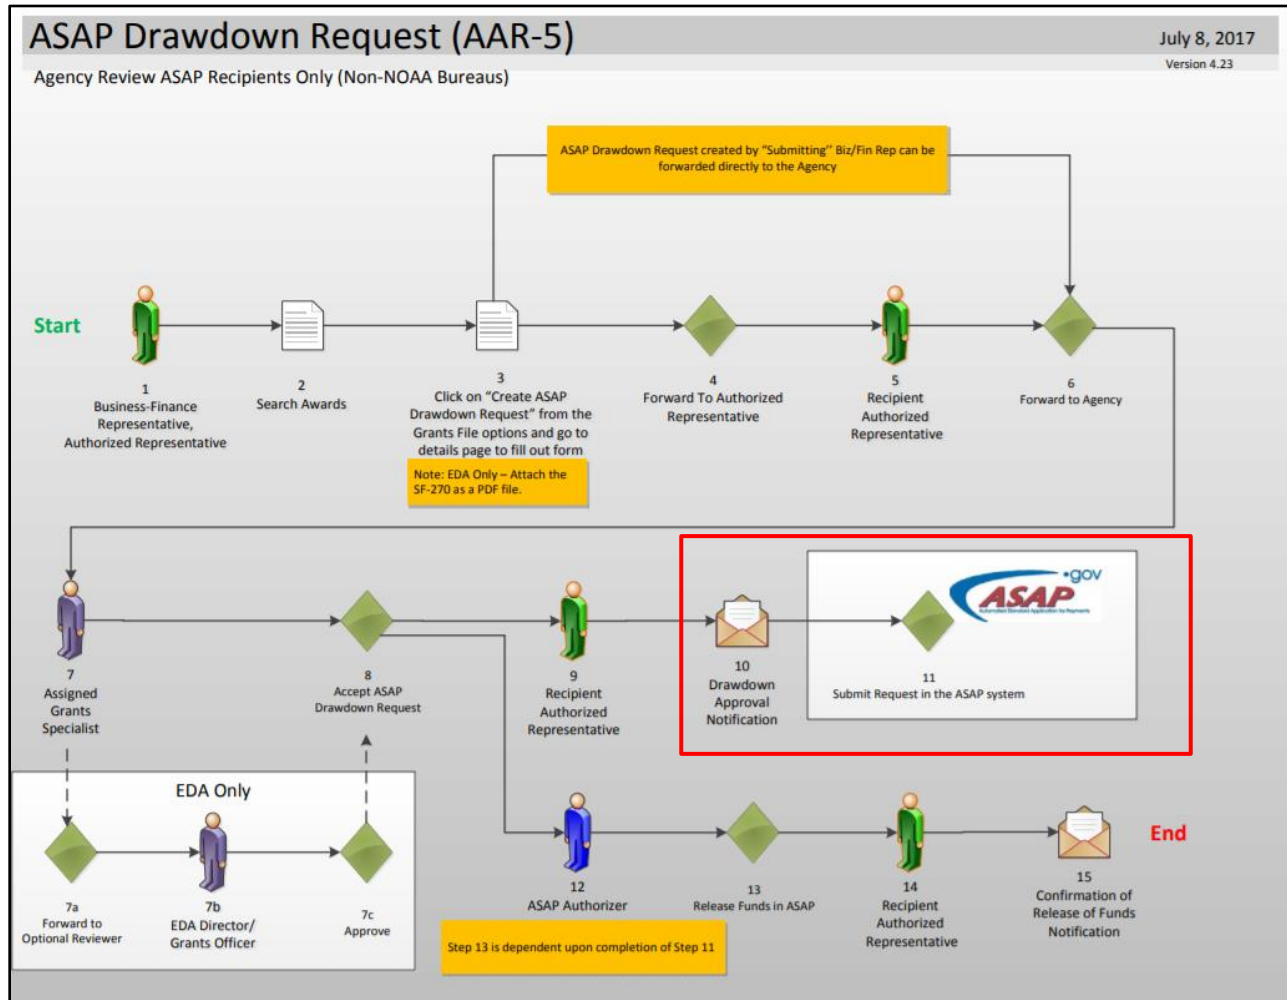 ASAP Drawdown Request (AAR-5)
July 8, 2017
Version 4.23
Agency Review ASAP Recipients Only (Non-NOAA Bureaus)
ASAP Drawdown Request created by “Submitting” Biz/Fin Rep can be
forwarded directly to the Agency
Start
1
Business-Finance
Representative,
Authorized Representative
2
Search Awards
3
Click on “Create ASAP
Drawdown Request” from the
Grants File options and go to
details page to fill out form
Note: EDA Only – Attach the
SF-270 as a PDF file.
4
Forward To Authorized
Representative
5
Recipient
Authorized
Representative
6
Forward to Agency
7
Assigned
Grants
Specialist
8
Accept ASAP
Drawdown Request
9
Recipient
Authorized
Representative
10
Drawdown
Approval
Notification
ASAP.gov
Automated Standard Application for Payments
11
Submit Request in the ASAP system
EDA Only
7a
Forward to
Optional Reviewer
7b
EDA Director/
Grants Officer
7c
Approve
12
ASAP Authorizer
Step 13 is dependent upon completion of Step 11
13
Release Funds in ASAP
14
Recipient
Authorized
Representative
15
Confirmation of
Release of Funds
Notification
End